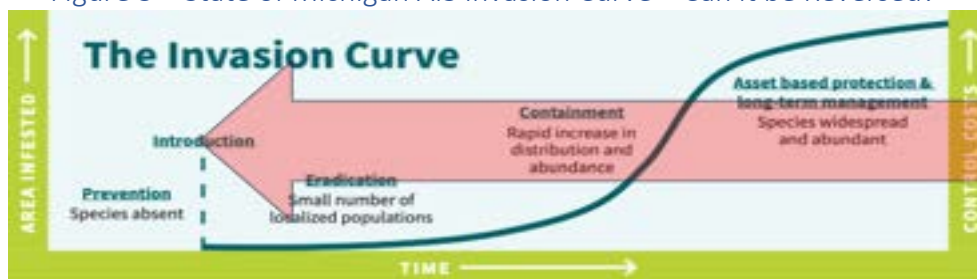 The Invasion Curve
AREA INFESTED
Introduction
Prevention
Species absent
Eradication
Small number of
localized populations
Containment
Rapid increase in
distribution and
abundance
Asset based protection &
long-term management
Species widespread
and abundant
CONTROL COSTS
TIME